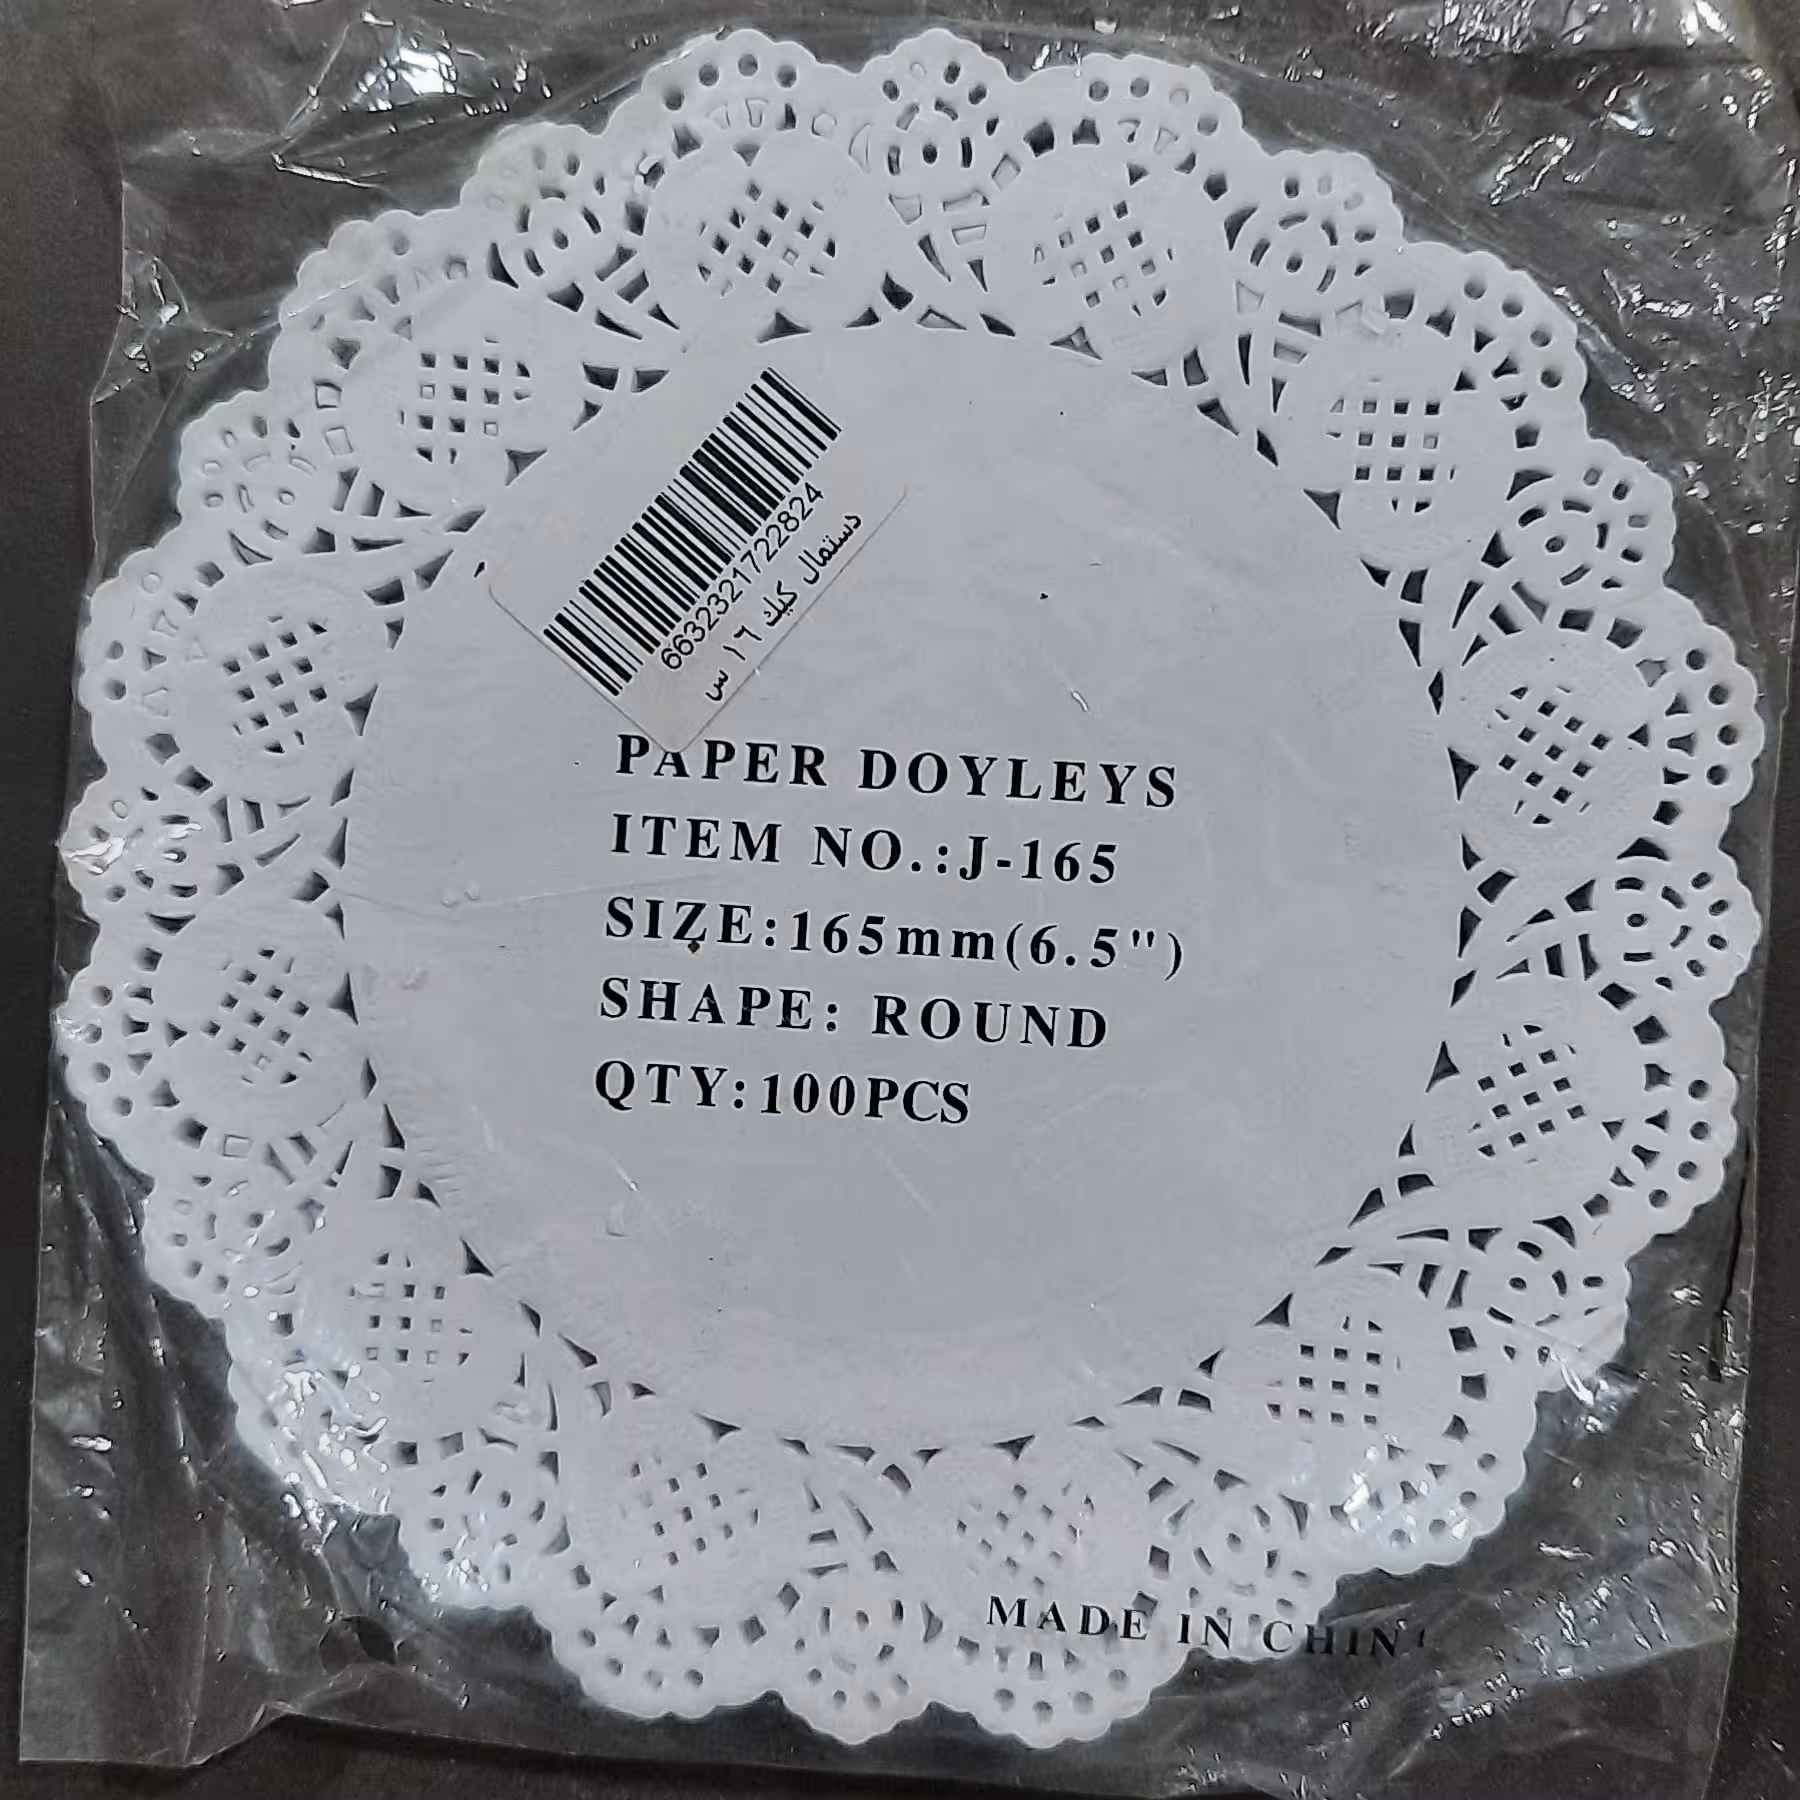 6632321722824
دستمال كيك ١٦ س
PAPER DOYLEYS
ITEM NO.:J-165
SIZE:165mm(6.5")
SHAPE: ROUND
QTY:100PCS
MADE IN CHINA